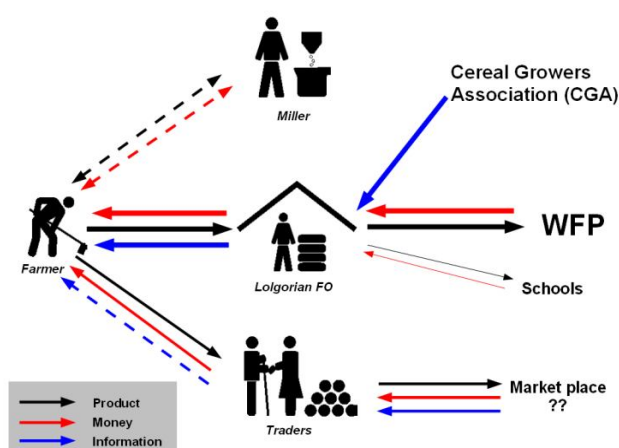 Miller
Cereal Growers
Association (CGA)
Farmer
Lolgorian FO
WFP
Schools
Traders
Market place
??
Product
Money
Information